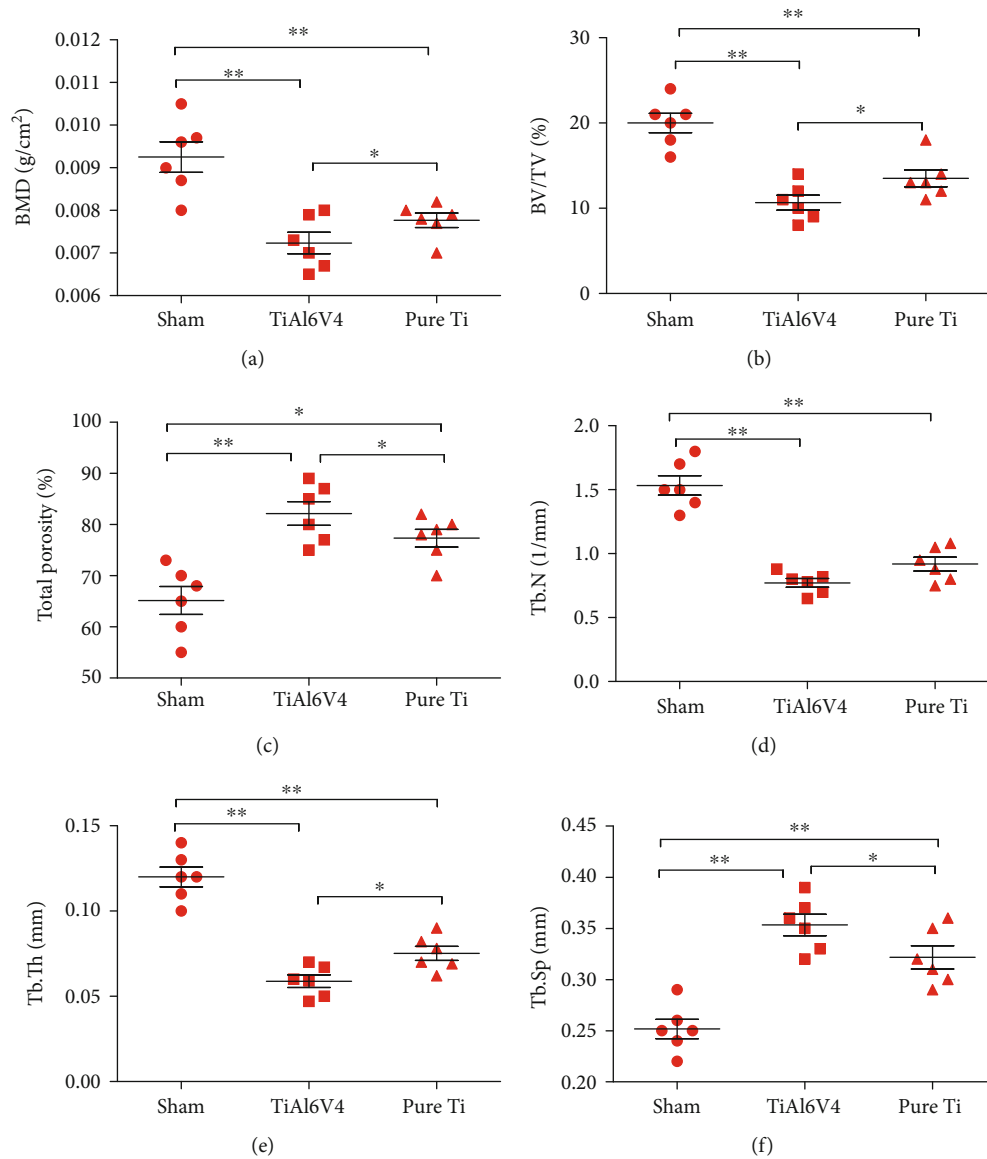 BMD (g/cm²)
0.012
0.011
0.010
0.009
0.008
0.007
0.006
**
**
*
Sham
TiAl6V4
Pure Ti
(a)
BV/TV (%)
30
20
10
0
**
**
*
Sham
TiAl6V4
Pure Ti
(b)
Total porosity (%)
100
90
80
70
60
50
*
**
*
Sham
TiAl6V4
Pure Ti
(c)
Tb.N (1/mm)
2.0
1.5
1.0
0.5
0.0
**
**
Sham
TiAl6V4
Pure Ti
(d)
Tb.Th (mm)
0.15
0.10
0.05
0.00
**
**
*
Sham
TiAl6V4
Pure Ti
(e)
Tb.Sp (mm)
0.45
0.40
0.35
0.30
0.25
0.20
**
**
*
Sham
TiAl6V4
Pure Ti
(f)